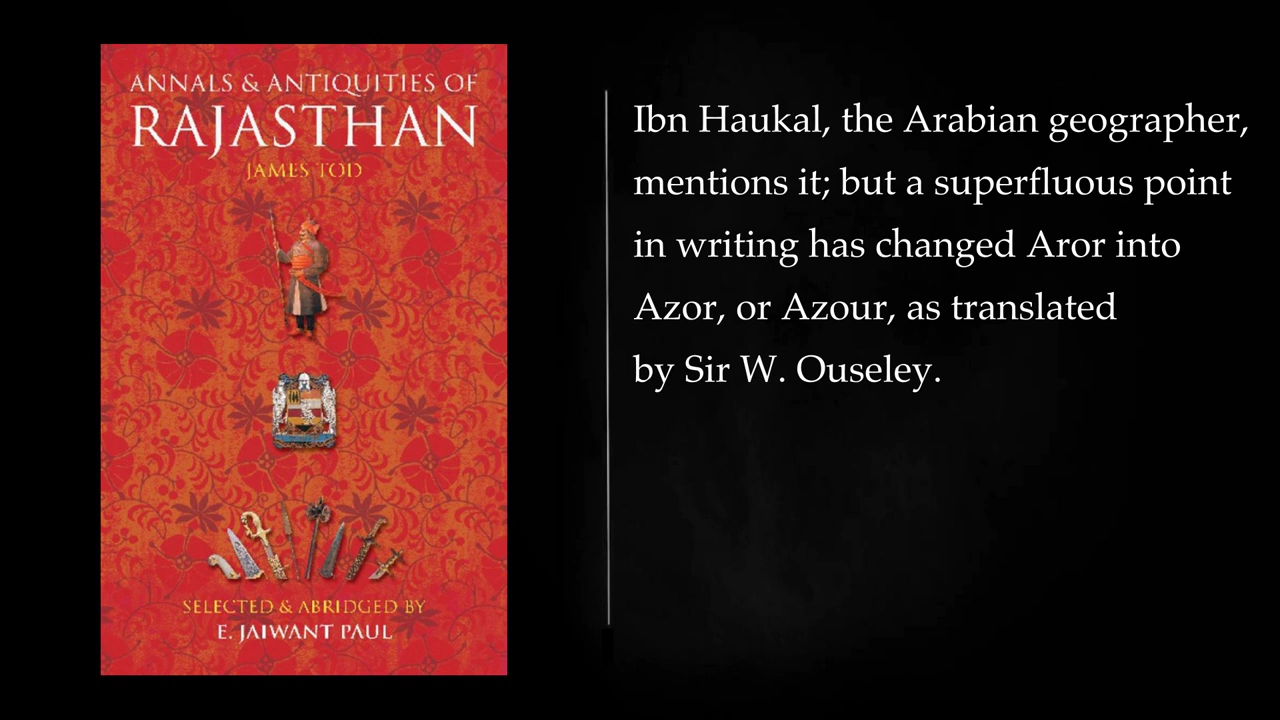 ANNALS & ANTIQUITIES OF
RAJASTHAN
JAMES TOD
SELECTED & ABRIDGED BY
E. JAIWANT PAUL
Ibn Haukal, the Arabian geographer,
mentions it; but a superfluous point
in writing has changed Aror into
Azor, or Azour, as translated
by Sir W. Ouseley.